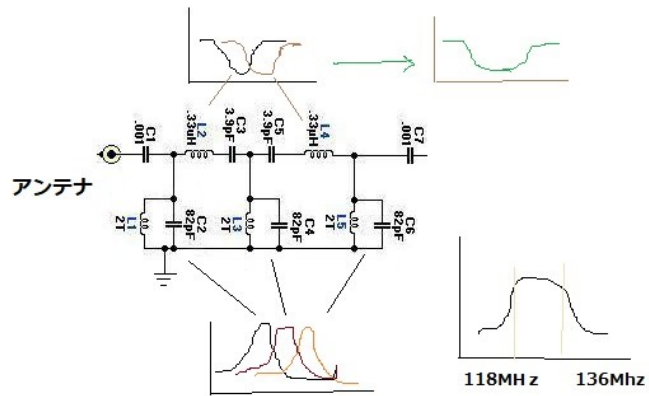 C1
.001
L2
.33uH
C3
3.9pF
C5
3.9pF
L4
.33uH
C7
.001
アンテナ
L1
2T
C2
82pF
L3
2T
C4
82pF
L5
2T
C6
82pF
118MHz
136Mhz